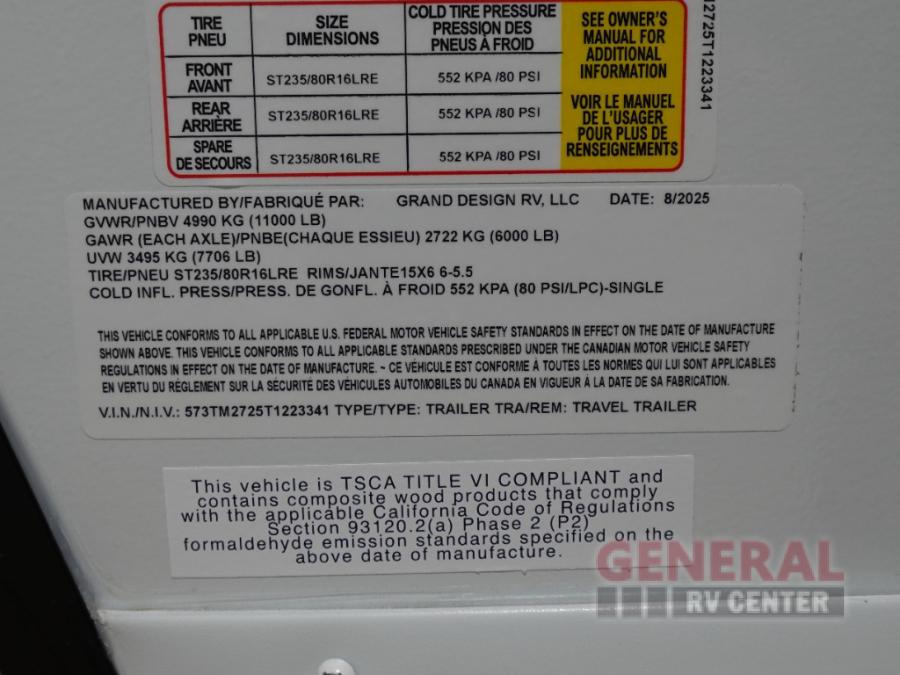 TIRE PNEU SIZE DIMENSIONS COLD TIRE PRESSURE PRESSION DES PNEUS À FROID
FRONT AVANT ST235/80R16LRE 552 KPA /80 PSI
REAR ARRIÈRE ST235/80R16LRE 552 KPA /80 PSI
SPARE DE SECOURS ST235/80R16LRE 552 KPA /80 PSI
SEE OWNER'S
MANUAL FOR
ADDITIONAL
INFORMATION
VOIR LE MANUEL
DE L'USAGER
POUR PLUS DE
RENSEIGNEMENTS
2725T1223341
MANUFACTURED BY/FABRIQUÉ PAR: GRAND DESIGN RV, LLC DATE: 8/2025
GVWR/PNBV 4990 KG (11000 LB)
GAWR (EACH AXLE)/PNBE(CHAQUE ESSIEU) 2722 KG (6000 LB)
UVW 3495 KG (7706 LB)
TIRE/PNEU ST235/80R16LRE RIMS/JANTE15X6 6-5.5
COLD INFL. PRESS/PRESS. DE GONFL. À FROID 552 KPA (80 PSI/LPC)-SINGLE
THIS VEHICLE CONFORMS TO ALL APPLICABLE U.S. FEDERAL MOTOR VEHICLE SAFETY STANDARDS IN EFFECT ON THE DATE OF MANUFACTURE
SHOWN ABOVE. THIS VEHICLE CONFORMS TO ALL APPLICABLE STANDARDS PRESCRIBED UNDER THE CANADIAN MOTOR VEHICLE SAFETY
REGULATIONS IN EFFECT ON THE DATE OF MANUFACTURE. ~ CE VÉHICULE EST CONFORME À TOUTES LES NORMES QUI LUI SONT APPLICABLES
EN VERTU DU RÈGLEMENT SUR LA SÉCURITÉ DES VÉHICULES AUTOMOBILES DU CANADA EN VIGUEUR À LA DATE DE SA FABRICATION.
V.I.N./N.I.V.: 573TM2725T1223341 TYPE/TYPE: TRAILER TRA/REM: TRAVEL TRAILER
This vehicle is TSCA TITLE VI COMPLIANT and
contains composite wood products that comply
with the applicable California Code of Regulations
Section 93120.2(a) Phase 2 (P2)
formaldehyde emission standards specified on the
above date of manufacture.
GENERAL
RV CENTER